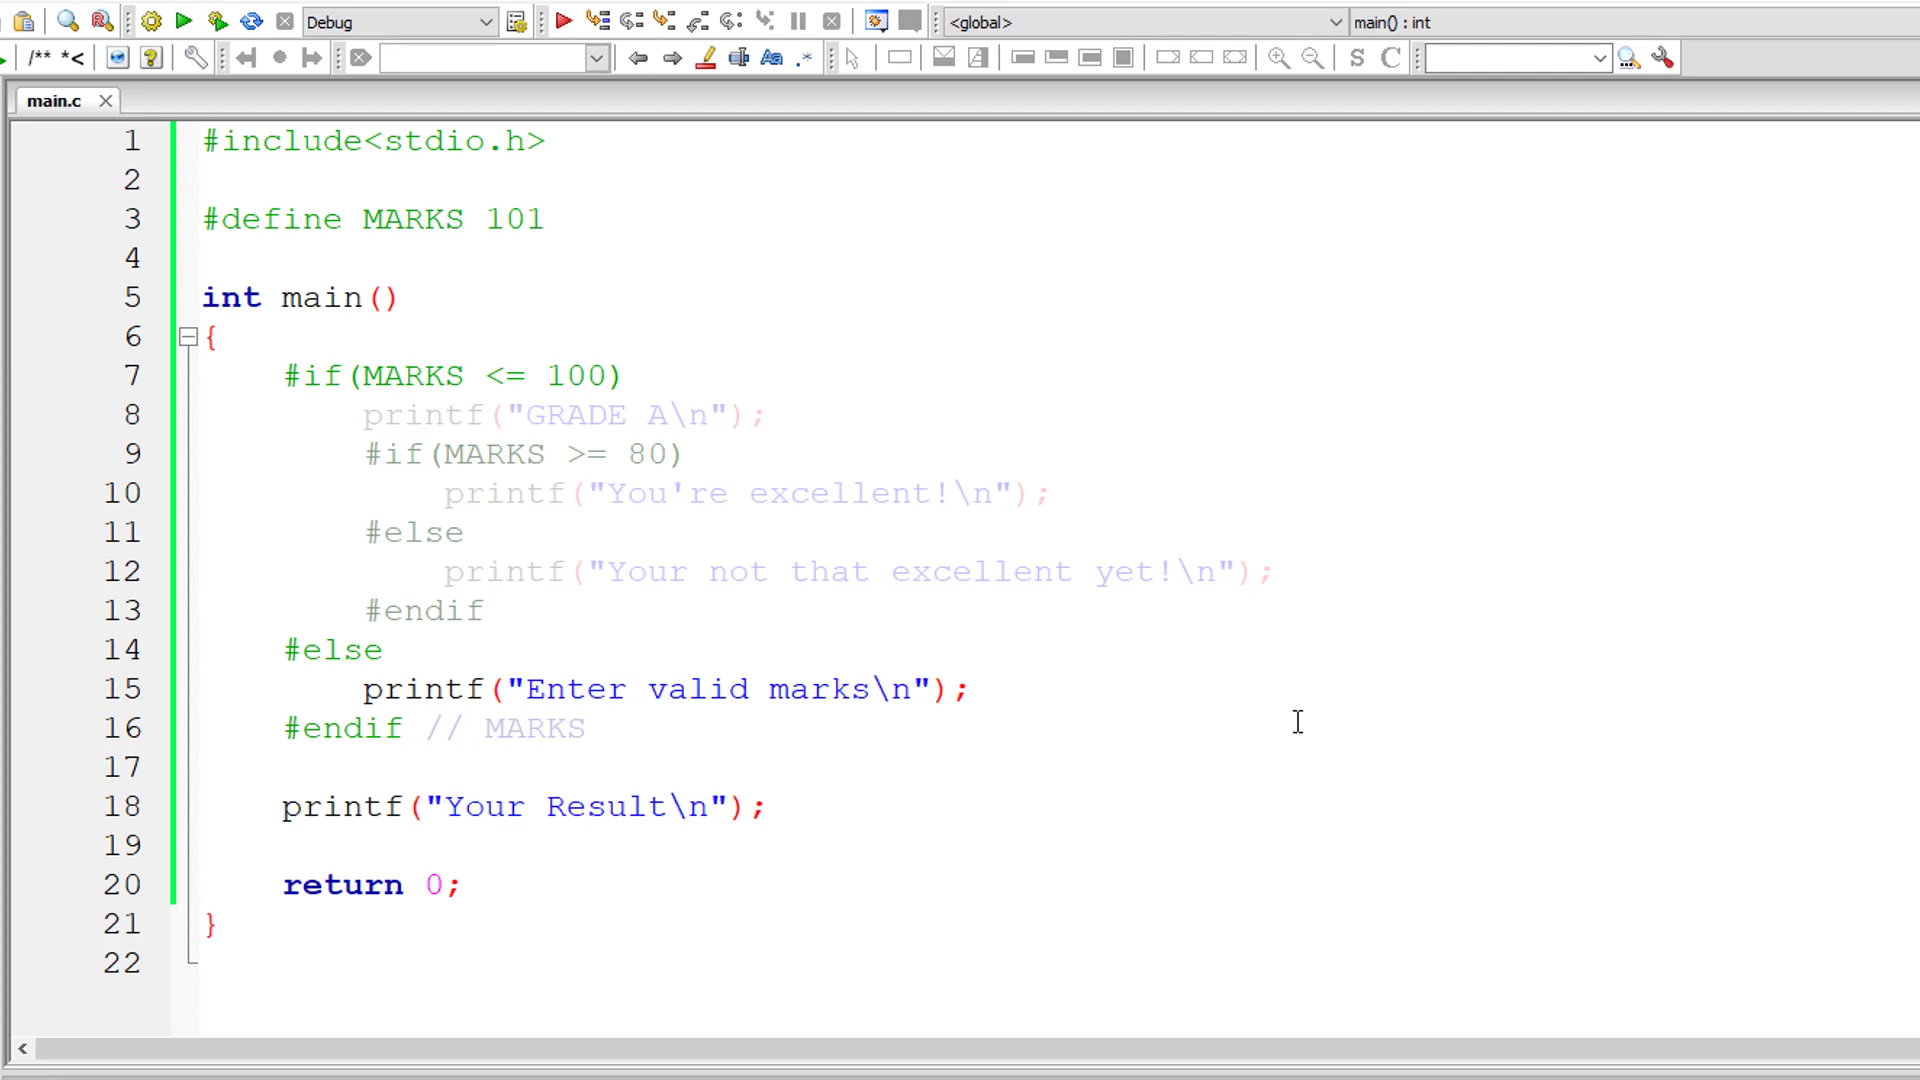 Debug
<global>
main() : int
/** *<
Aa
.*
S
C
main.c
1 #include<stdio.h>
2
3 #define MARKS 101
4
5 int main()
6 {
7 #if(MARKS <= 100)
8 printf("GRADE A\n");
9 #if(MARKS >= 80)
10 printf("You're excellent!\n");
11 #else
12 printf("Your not that excellent yet!\n");
13 #endif
14 #else
15 printf("Enter valid marks\n");
16 #endif // MARKS
17
18 printf("Your Result\n");
19
20 return 0;
21 }
22